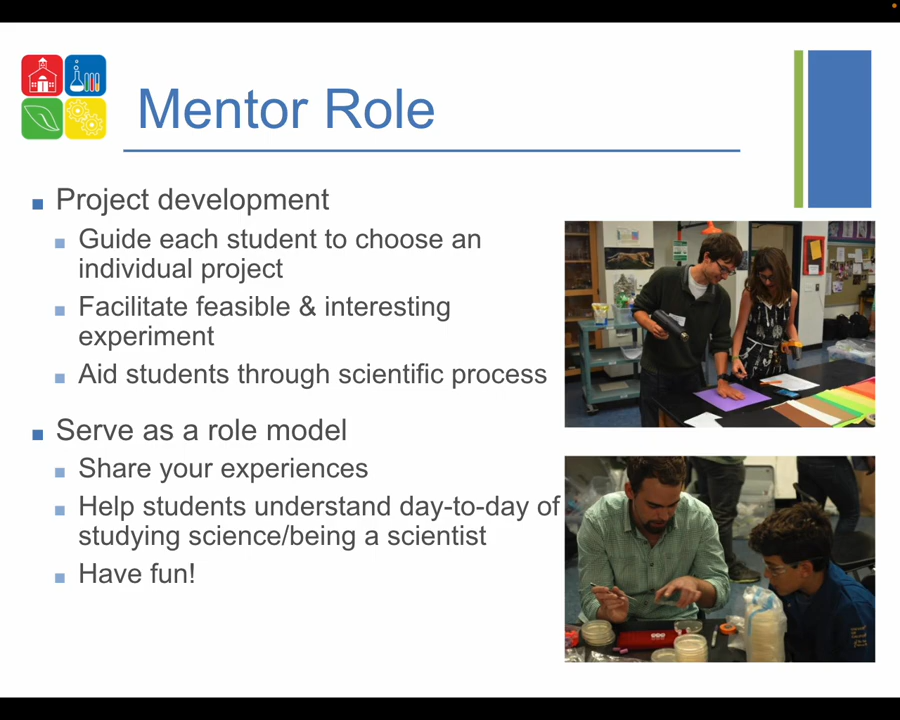 Mentor Role
Project development
Guide each student to choose an
individual project
Facilitate feasible & interesting
experiment
Aid students through scientific process
Serve as a role model
Share your experiences
Help students understand day-to-day of
studying science/being a scientist
Have fun!